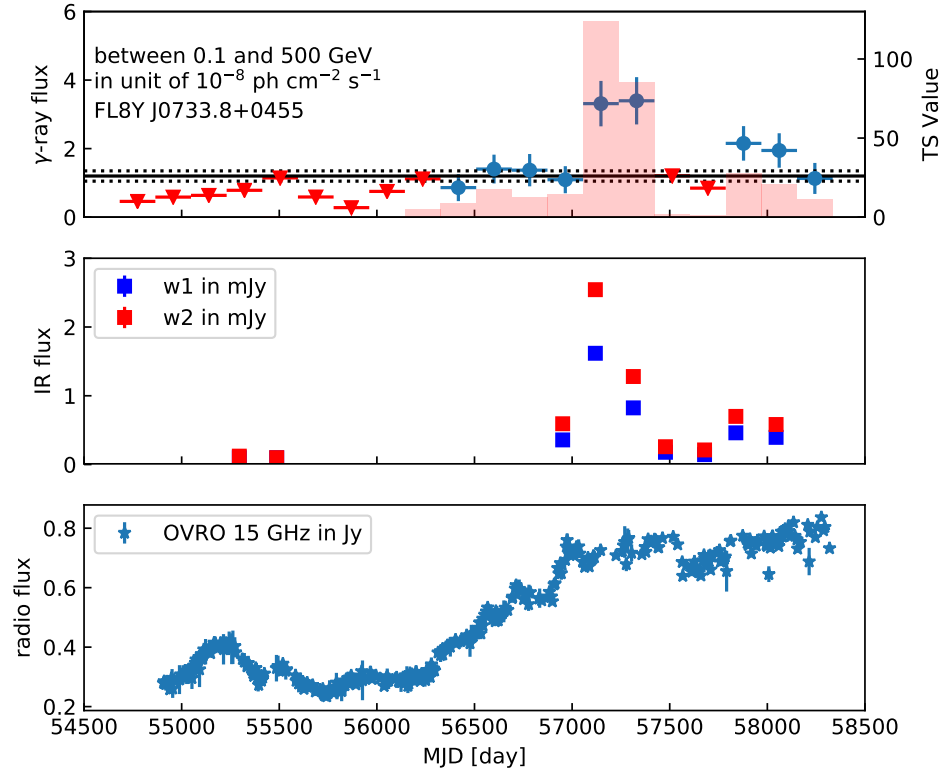 6
4
2
0
γ-ray flux
between 0.1 and 500 GeV
in unit of 10⁻⁸ ph cm⁻² s⁻¹
FL8Y J0733.8+0455
100
50
0
TS Value
3
2
1
0
IR flux
w1 in mJy
w2 in mJy
0.8
0.6
0.4
0.2
radio flux
OVRO 15 GHz in Jy
54500 55000 55500 56000 56500 57000 57500 58000 58500
MJD [day]